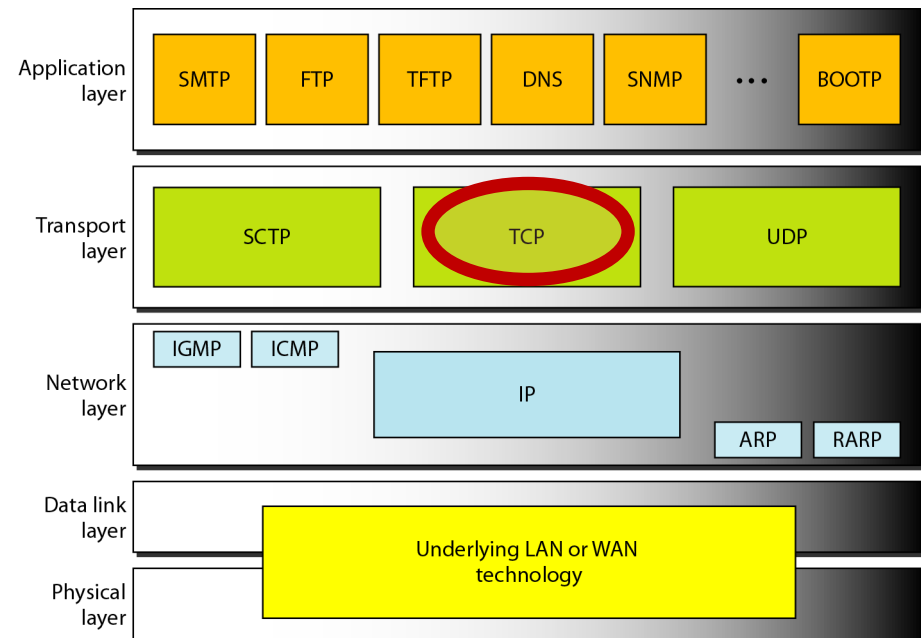 Application
layer
SMTP
FTP
TFTP
DNS
SNMP
...
BOOTP
Transport
layer
SCTP
TCP
UDP
Network
layer
IGMP
ICMP
IP
ARP
RARP
Data link
layer
Underlying LAN or WAN
technology
Physical
layer